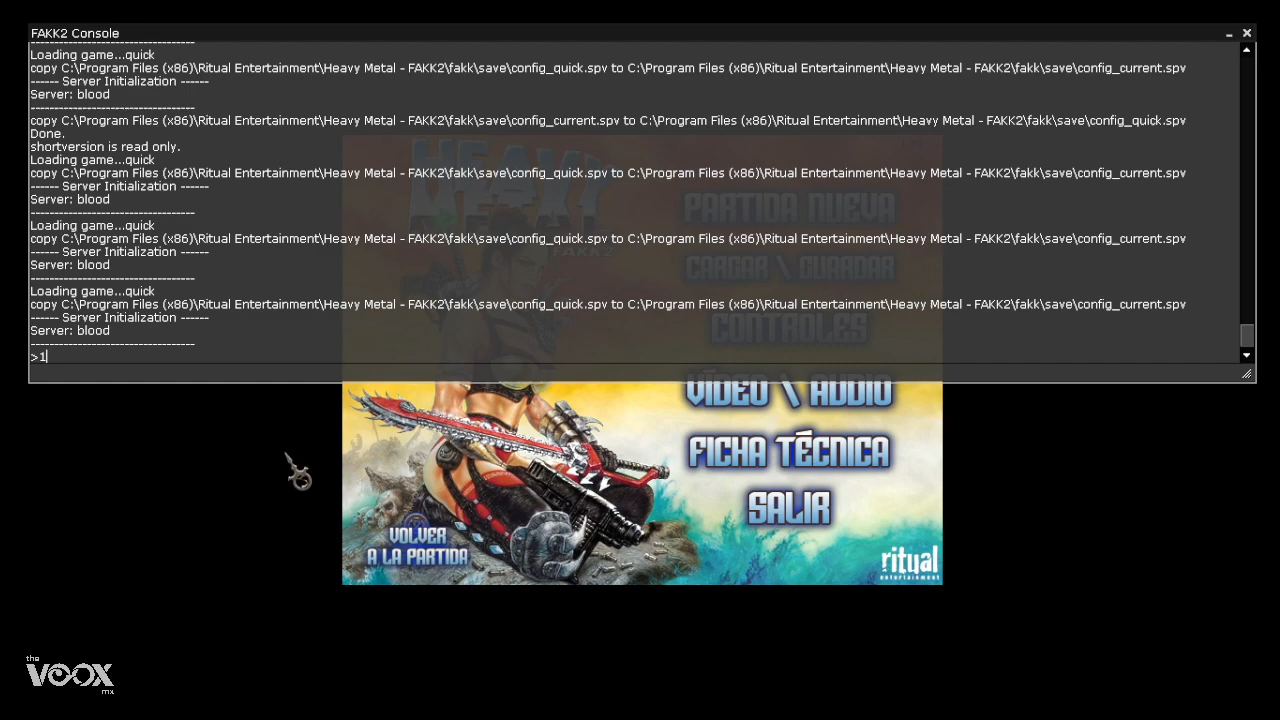 FAKK2 Console
---------------------------------
Loading game...quick
copy C:\Program Files (x86)\Ritual Entertainment\Heavy Metal - FAKK2\fakk\save\config_quick.spv to C:\Program Files (x86)\Ritual Entertainment\Heavy Metal - FAKK2\fakk\save\config_current.spv
------ Server Initialization ------
Server: blood
---------------------------------
copy C:\Program Files (x86)\Ritual Entertainment\Heavy Metal - FAKK2\fakk\save\config_current.spv to C:\Program Files (x86)\Ritual Entertainment\Heavy Metal - FAKK2\fakk\save\config_quick.spv
Done.
shortversion is read only.
Loading game...quick
copy C:\Program Files (x86)\Ritual Entertainment\Heavy Metal - FAKK2\fakk\save\config_quick.spv to C:\Program Files (x86)\Ritual Entertainment\Heavy Metal - FAKK2\fakk\save\config_current.spv
------ Server Initialization ------
Server: blood
---------------------------------
Loading game...quick
copy C:\Program Files (x86)\Ritual Entertainment\Heavy Metal - FAKK2\fakk\save\config_quick.spv to C:\Program Files (x86)\Ritual Entertainment\Heavy Metal - FAKK2\fakk\save\config_current.spv
------ Server Initialization ------
Server: blood
---------------------------------
Loading game...quick
copy C:\Program Files (x86)\Ritual Entertainment\Heavy Metal - FAKK2\fakk\save\config_quick.spv to C:\Program Files (x86)\Ritual Entertainment\Heavy Metal - FAKK2\fakk\save\config_current.spv
------ Server Initialization ------
Server: blood
---------------------------------
>1
HEAVY
METAL
FAKK2
PARTIDA NUEVA
CARGAR \ GUARDAR
CONTROLES
VÍDEO \ AUDIO
FICHA TÉCNICA
SALIR
VOLVER
A LA PARTIDA
ritual
entertainment
the
VOOX
mx